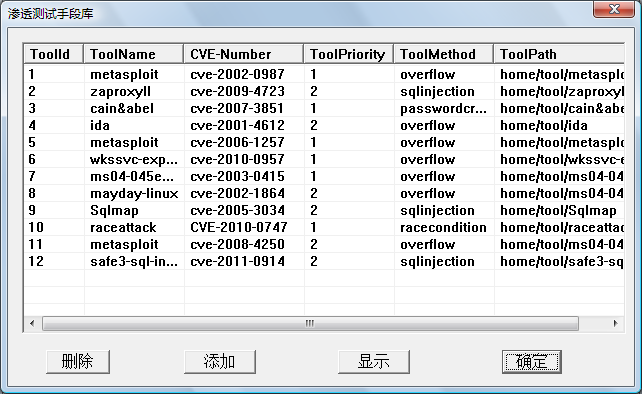 渗透测试手段库
ToolId ToolName CVE-Number ToolPriority ToolMethod ToolPath
1 metasploit cve-2002-0987 1 overflow home/tool/metasplo
2 zaproxyII cve-2009-4723 2 sqlinjection home/tool/zaproxyII
3 cain&abel cve-2007-3851 1 passwordcr... home/tool/cain&abe
4 ida cve-2001-4612 2 overflow home/tool/ida
5 metasploit cve-2006-1257 1 overflow home/tool/metasplo
6 wkssvc-exp... cve-2010-0957 1 overflow home/tool/wkssvc-e
7 ms04-045e... cve-2003-0415 1 overflow home/tool/ms04-04
8 mayday-linux cve-2002-1864 2 overflow home/tool/ms04-04
9 Sqlmap cve-2005-3034 2 sqlinjection home/tool/Sqlmap
10 raceattack CVE-2010-0747 1 racecondition home/tool/raceattac
11 metasploit cve-2008-4250 2 overflow home/tool/ms04-04
12 safe3-sql-in... cve-2011-0914 2 sqlinjection home/tool/safe3-sq
删除 添加 显示 确定